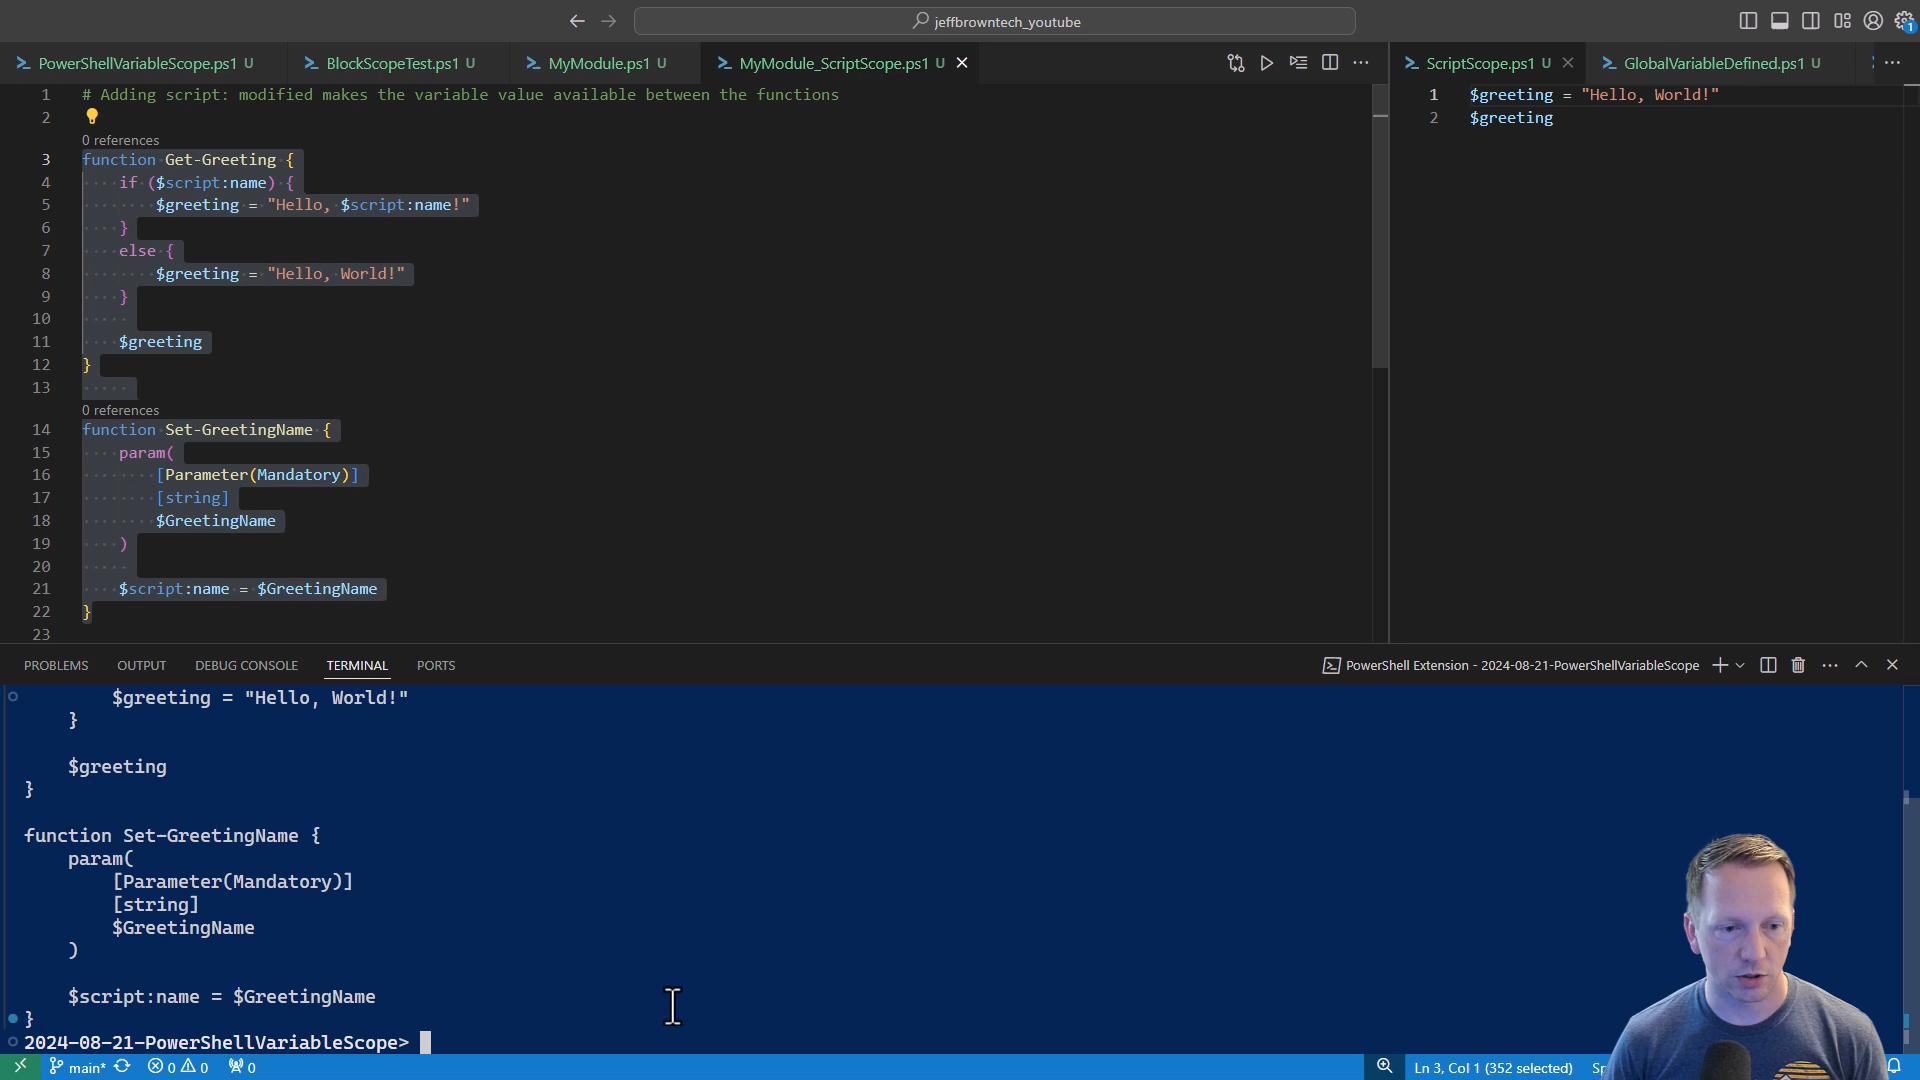 jeffbrowntech_youtube
1
PowerShellVariableScope.ps1 U
BlockScopeTest.ps1 U
MyModule.ps1 U
MyModule_ScriptScope.ps1 U
ScriptScope.ps1 U
GlobalVariableDefined.ps1 U
1 # Adding script: modified makes the variable value available between the functions
2
0 references
3 function Get-Greeting {
4 if ($script:name) {
5 $greeting = "Hello, $script:name!"
6 }
7 else {
8 $greeting = "Hello, World!"
9 }
10
11 $greeting
12 }
13
0 references
14 function Set-GreetingName {
15 param(
16 [Parameter(Mandatory)]
17 [string]
18 $GreetingName
19 )
20
21 $script:name = $GreetingName
22 }
23
1 $greeting = "Hello, World!"
2 $greeting
PROBLEMS OUTPUT DEBUG CONSOLE TERMINAL PORTS
PowerShell Extension - 2024-08-21-PowerShellVariableScope
$greeting = "Hello, World!"
}
$greeting
}
function Set-GreetingName {
param(
[Parameter(Mandatory)]
[string]
$GreetingName
)
$script:name = $GreetingName
}
2024-08-21-PowerShellVariableScope>
main* 0 0 0
Ln 3, Col 1 (352 selected)